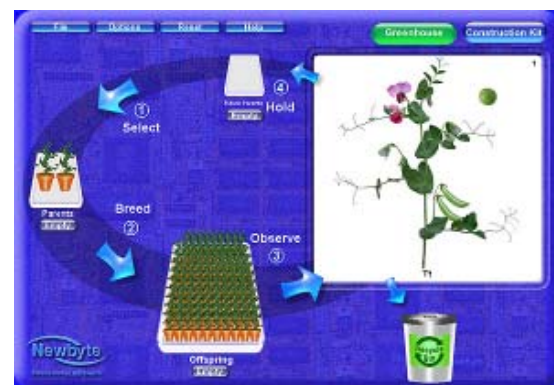 File Options Reset Help
Greenhouse Construction Kit
④
Hold
①
Select
Parents
Breed
②
Observe
③
Offspring
Newbyte